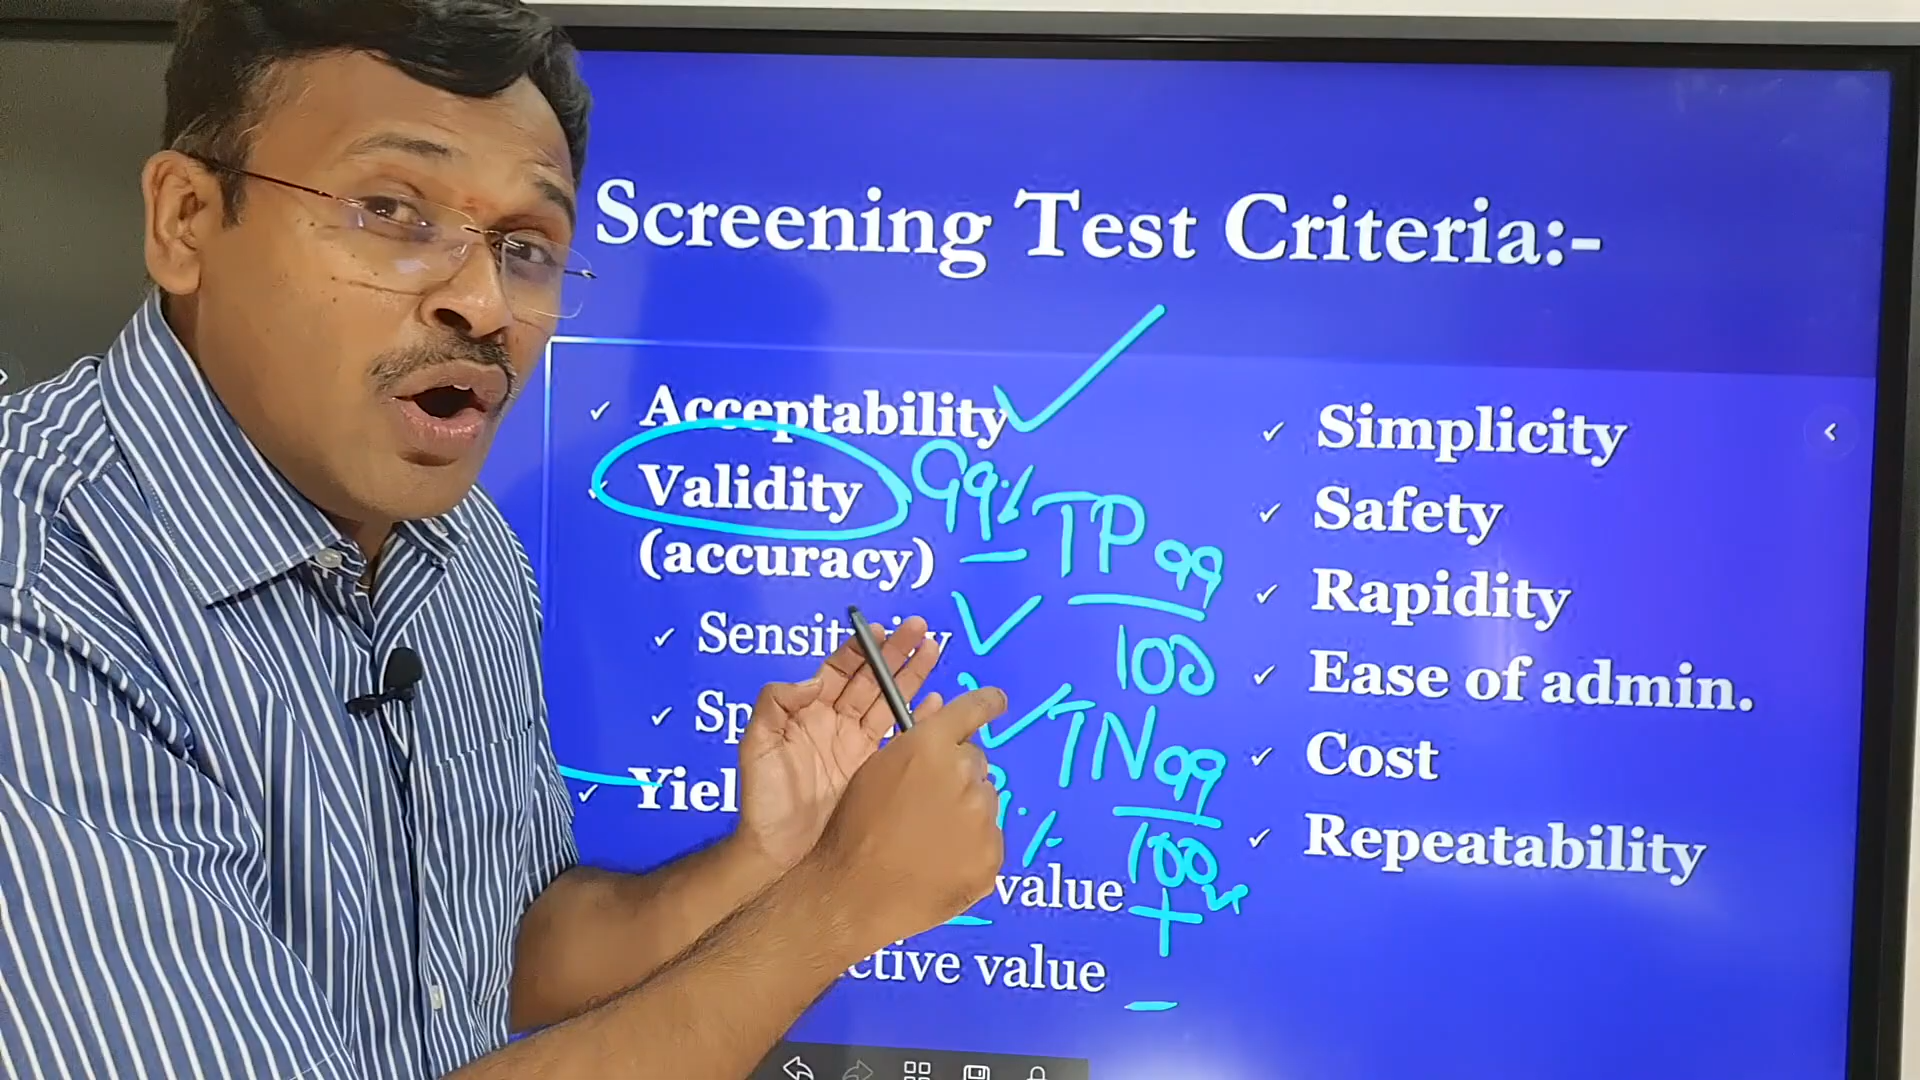 Screening Test Criteria:-
Acceptability
Validity 99%
(accuracy)
TP 99
100
TN 99
100
value +
value -
Simplicity
Safety
Rapidity
Ease of admin.
Cost
Repeatability